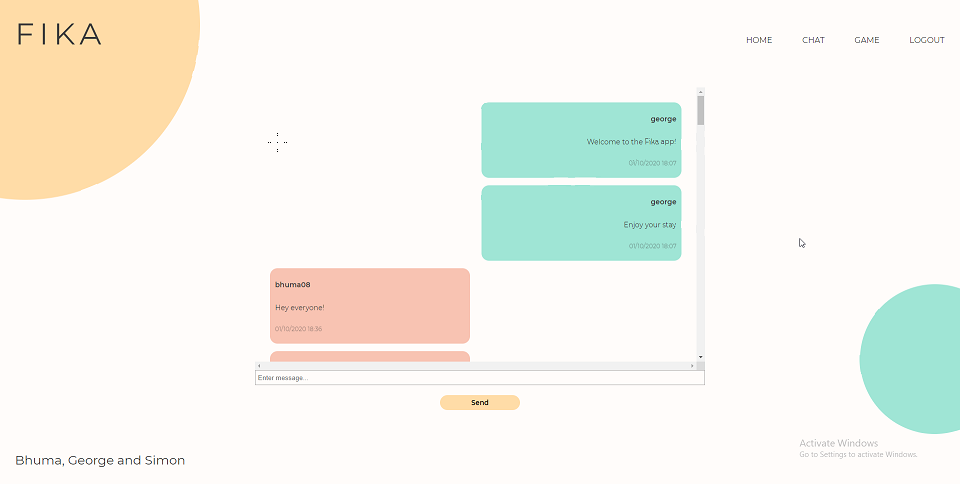 FIKA
HOME CHAT GAME LOGOUT
george
Welcome to the Fika app!
01/10/2020 18:07
george
Enjoy your stay
01/10/2020 18:07
bhuma08
Hey everyone!
01/10/2020 18:36
Enter message...
Send
Activate Windows
Go to Settings to activate Windows.
Bhuma, George and Simon